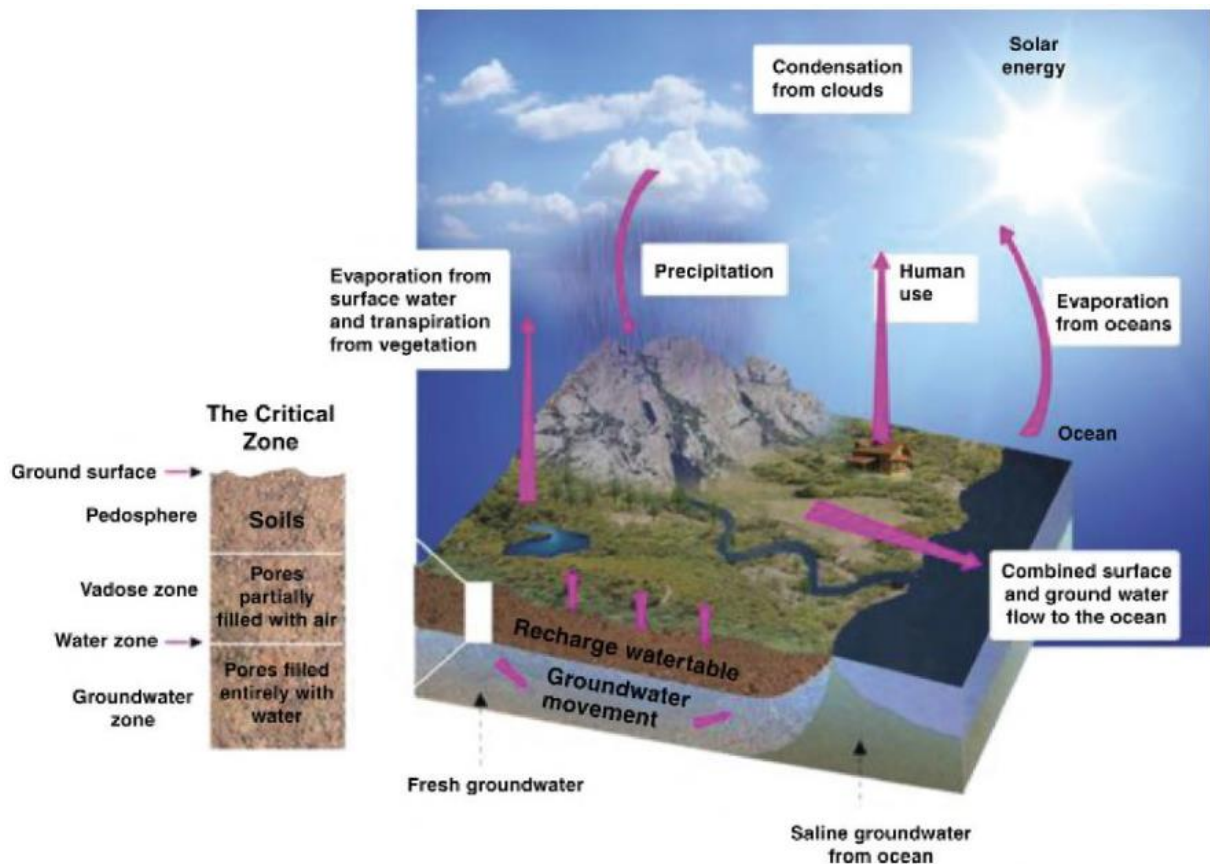 Condensation
from clouds
Solar
energy
Evaporation from
surface water
and transpiration
from vegetation
Precipitation
Human
use
Evaporation
from oceans
Ocean
The Critical
Zone
Ground surface
Pedosphere
Soils
Vadose zone
Pores
partially
filled with air
Water zone
Groundwater
zone
Pores filled
entirely with
water
Combined surface
and ground water
flow to the ocean
Recharge watertable
Groundwater
movement
Fresh groundwater
Saline groundwater
from ocean